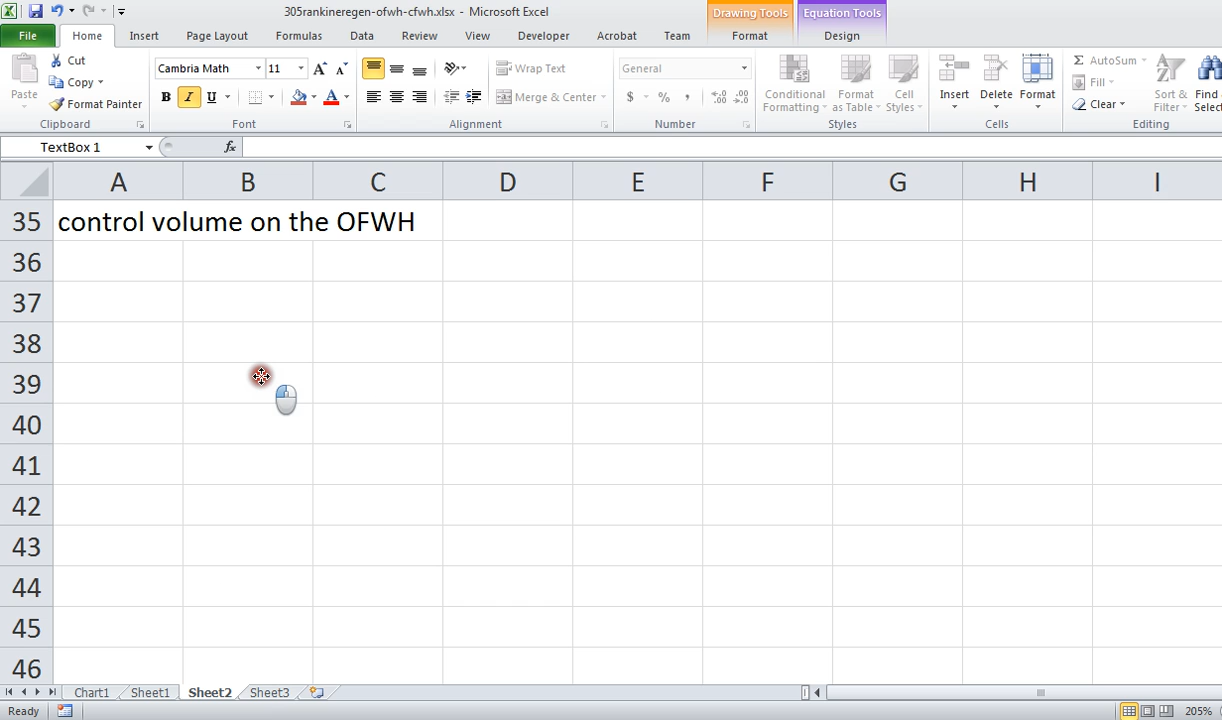 305rankineregen-ofwh-cfwh.xlsx - Microsoft Excel
Drawing Tools
Equation Tools
File
Home
Insert
Page Layout
Formulas
Data
Review
View
Developer
Acrobat
Team
Format
Design
Paste
Cut
Copy
Format Painter
Clipboard
Cambria Math
11
A
A
B
I
U
A
Font
Wrap Text
Merge & Center
Alignment
General
$ % ,
Number
Conditional
Formatting
Format
as Table
Cell
Styles
Styles
Insert
Delete
Format
Cells
Σ AutoSum
Fill
Clear
Sort &
Filter
Find
Select
Editing
TextBox 1
fx
A B C D E F G H I
35 control volume on the OFWH
36
37
38
39
40
41
42
43
44
45
46
Chart1
Sheet1
Sheet2
Sheet3
Ready
205%